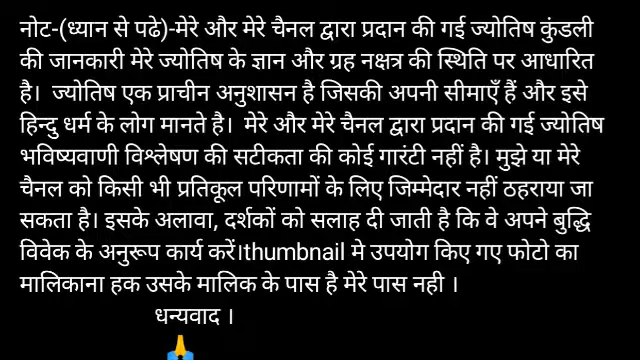 नोट-(ध्यान से पढे)-मेरे और मेरे चैनल द्वारा प्रदान की गई ज्योतिष कुंडली
की जानकारी मेरे ज्योतिष के ज्ञान और ग्रह नक्षत्र की स्थिति पर आधारित
है। ज्योतिष एक प्राचीन अनुशासन है जिसकी अपनी सीमाएँ हैं और इसे
हिन्दु धर्म के लोग मानते है। मेरे और मेरे चैनल द्वारा प्रदान की गई ज्योतिष
भविष्यवाणी विश्लेषण की सटीकता की कोई गारंटी नहीं है। मुझे या मेरे
चैनल को किसी भी प्रतिकूल परिणामों के लिए जिम्मेदार नहीं ठहराया जा
सकता है। इसके अलावा, दर्शकों को सलाह दी जाती है कि वे अपने बुद्धि
विवेक के अनुरूप कार्य करें।thumbnail मे उपयोग किए गए फोटो का
मालिकाना हक उसके मालिक के पास है मेरे पास नही ।
धन्यवाद ।
🙏